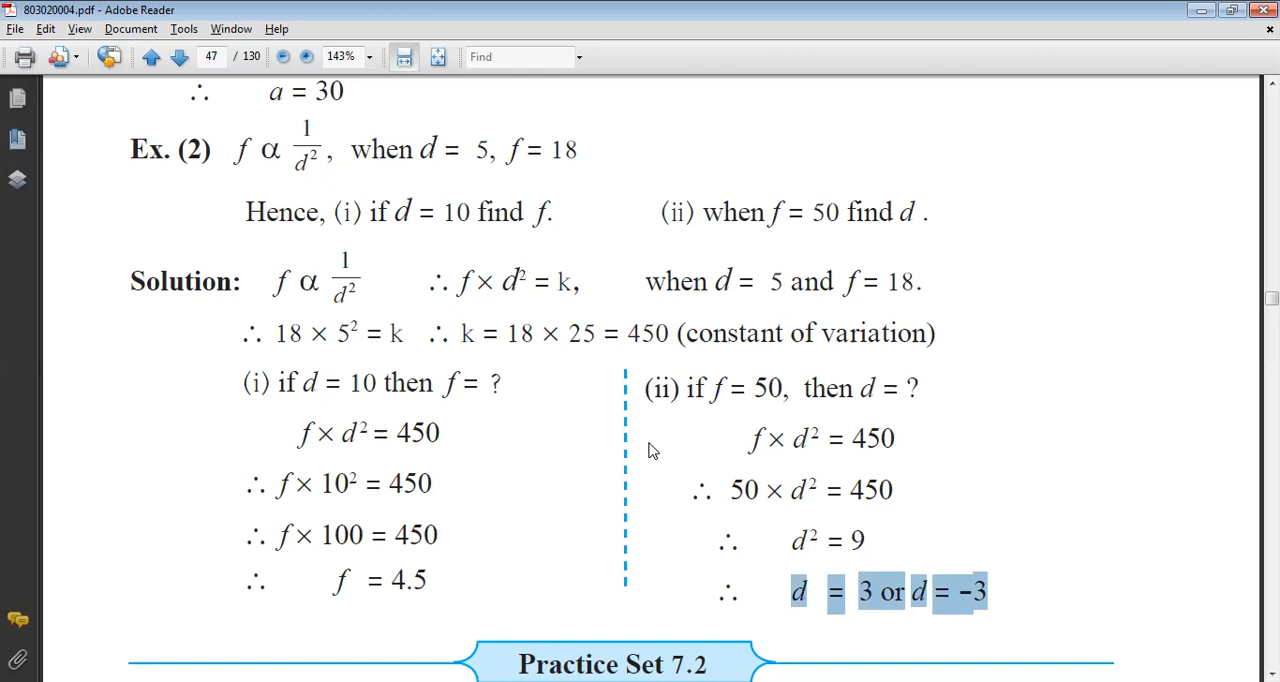 803020004.pdf - Adobe Reader
File Edit View Document Tools Window Help
47 / 130 143% Find
∴ a = 30
Ex. (2) f α 1/d², when d = 5, f = 18
Hence, (i) if d = 10 find f. (ii) when f = 50 find d .
Solution: f α 1/d² ∴ f × d² = k, when d = 5 and f = 18.
∴ 18 × 5² = k ∴ k = 18 × 25 = 450 (constant of variation)
(i) if d = 10 then f = ?
f × d² = 450
∴ f × 10² = 450
∴ f × 100 = 450
∴ f = 4.5
(ii) if f = 50, then d = ?
f × d² = 450
∴ 50 × d² = 450
∴ d² = 9
∴ d = 3 or d = −3
Practice Set 7.2